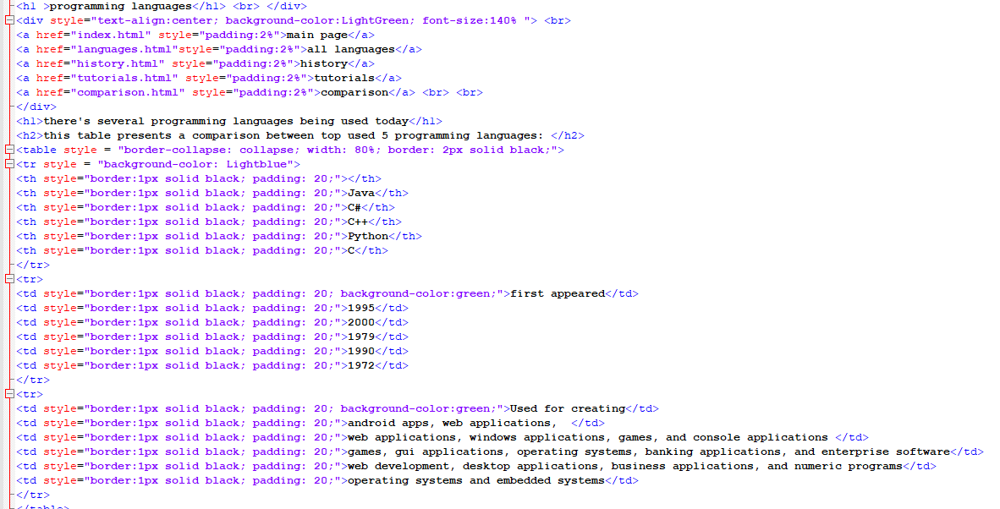 <h1 >programming languages</h1> <br> </div>
<div style="text-align:center; background-color:LightGreen; font-size:140% "> <br>
<a href="index.html" style="padding:2%">main page</a>
<a href="languages.html"style="padding:2%">all languages</a>
<a href="history.html" style="padding:2%">history</a>
<a href="tutorials.html" style="padding:2%">tutorials</a>
<a href="comparison.html" style="padding:2%">comparison</a> <br> <br>
</div>
<h1>there's several programming languages being used today</h1>
<h2>this table presents a comparison between top used 5 programming languages: </h2>
<table style = "border-collapse: collapse; width: 80%; border: 2px solid black;">
<tr style = "background-color: Lightblue">
<th style="border:1px solid black; padding: 20;"></th>
<th style="border:1px solid black; padding: 20;">Java</th>
<th style="border:1px solid black; padding: 20;">C#</th>
<th style="border:1px solid black; padding: 20;">C++</th>
<th style="border:1px solid black; padding: 20;">Python</th>
<th style="border:1px solid black; padding: 20;">C</th>
</tr>
<tr>
<td style="border:1px solid black; padding: 20; background-color:green;">first appeared</td>
<td style="border:1px solid black; padding: 20;">1995</td>
<td style="border:1px solid black; padding: 20;">2000</td>
<td style="border:1px solid black; padding: 20;">1979</td>
<td style="border:1px solid black; padding: 20;">1990</td>
<td style="border:1px solid black; padding: 20;">1972</td>
</tr>
<tr>
<td style="border:1px solid black; padding: 20; background-color:green;">Used for creating</td>
<td style="border:1px solid black; padding: 20;">android apps, web applications,  </td>
<td style="border:1px solid black; padding: 20;">web applications, windows applications, games, and console applications </td>
<td style="border:1px solid black; padding: 20;">games, gui applications, operating systems, banking applications, and enterprise software</td>
<td style="border:1px solid black; padding: 20;">web development, desktop applications, business applications, and numeric programs</td>
<td style="border:1px solid black; padding: 20;">operating systems and embedded systems</td>
</tr>
</table>